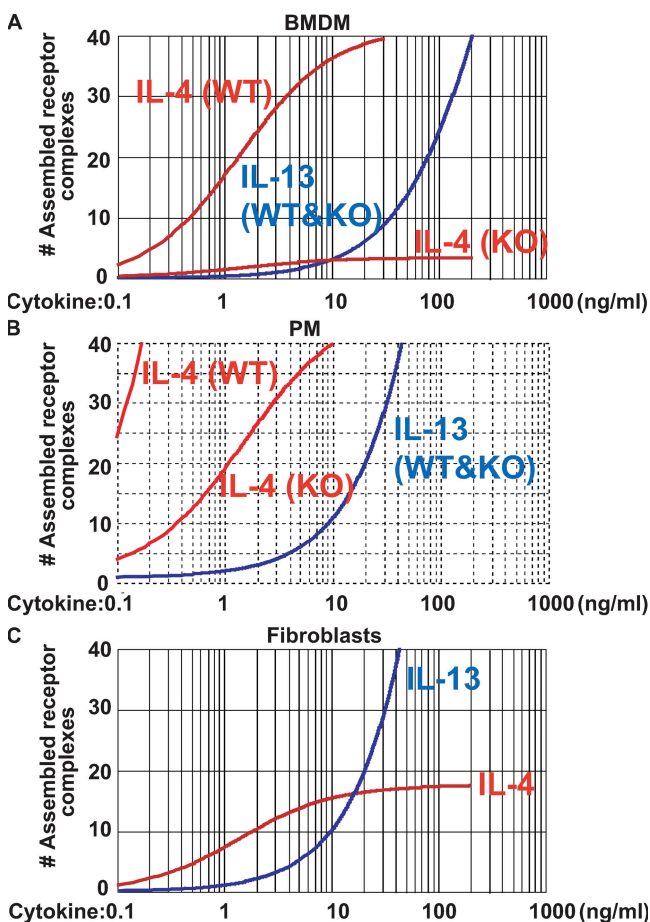 A
BMDM
# Assembled receptor
complexes
40
30
20
10
0
IL-4 (WT)
IL-13
(WT&KO)
IL-4 (KO)
Cytokine:0.1 1 10 100 1000 (ng/ml)
B
PM
# Assembled receptor
complexes
40
30
20
10
0
IL-4 (WT)
IL-13
(WT&KO)
IL-4 (KO)
Cytokine:0.1 1 10 100 1000 (ng/ml)
C
Fibroblasts
# Assembled receptor
complexes
40
30
20
10
0
IL-13
IL-4
Cytokine:0.1 1 10 100 1000 (ng/ml)